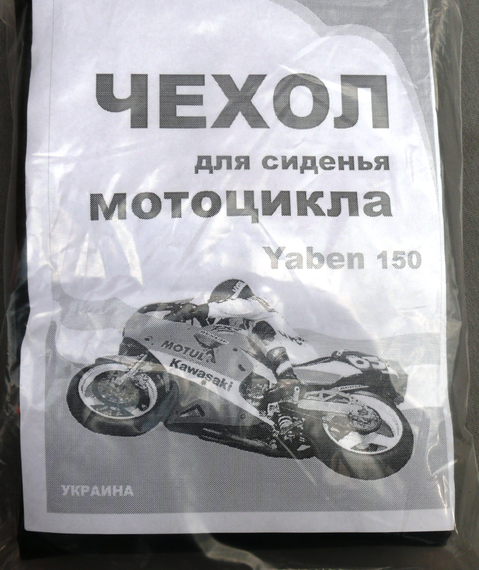 ЧЕХОЛ
для сиденья
мотоцикла
Yaben 150
MOTUL
Kawasaki
УКРАИНА